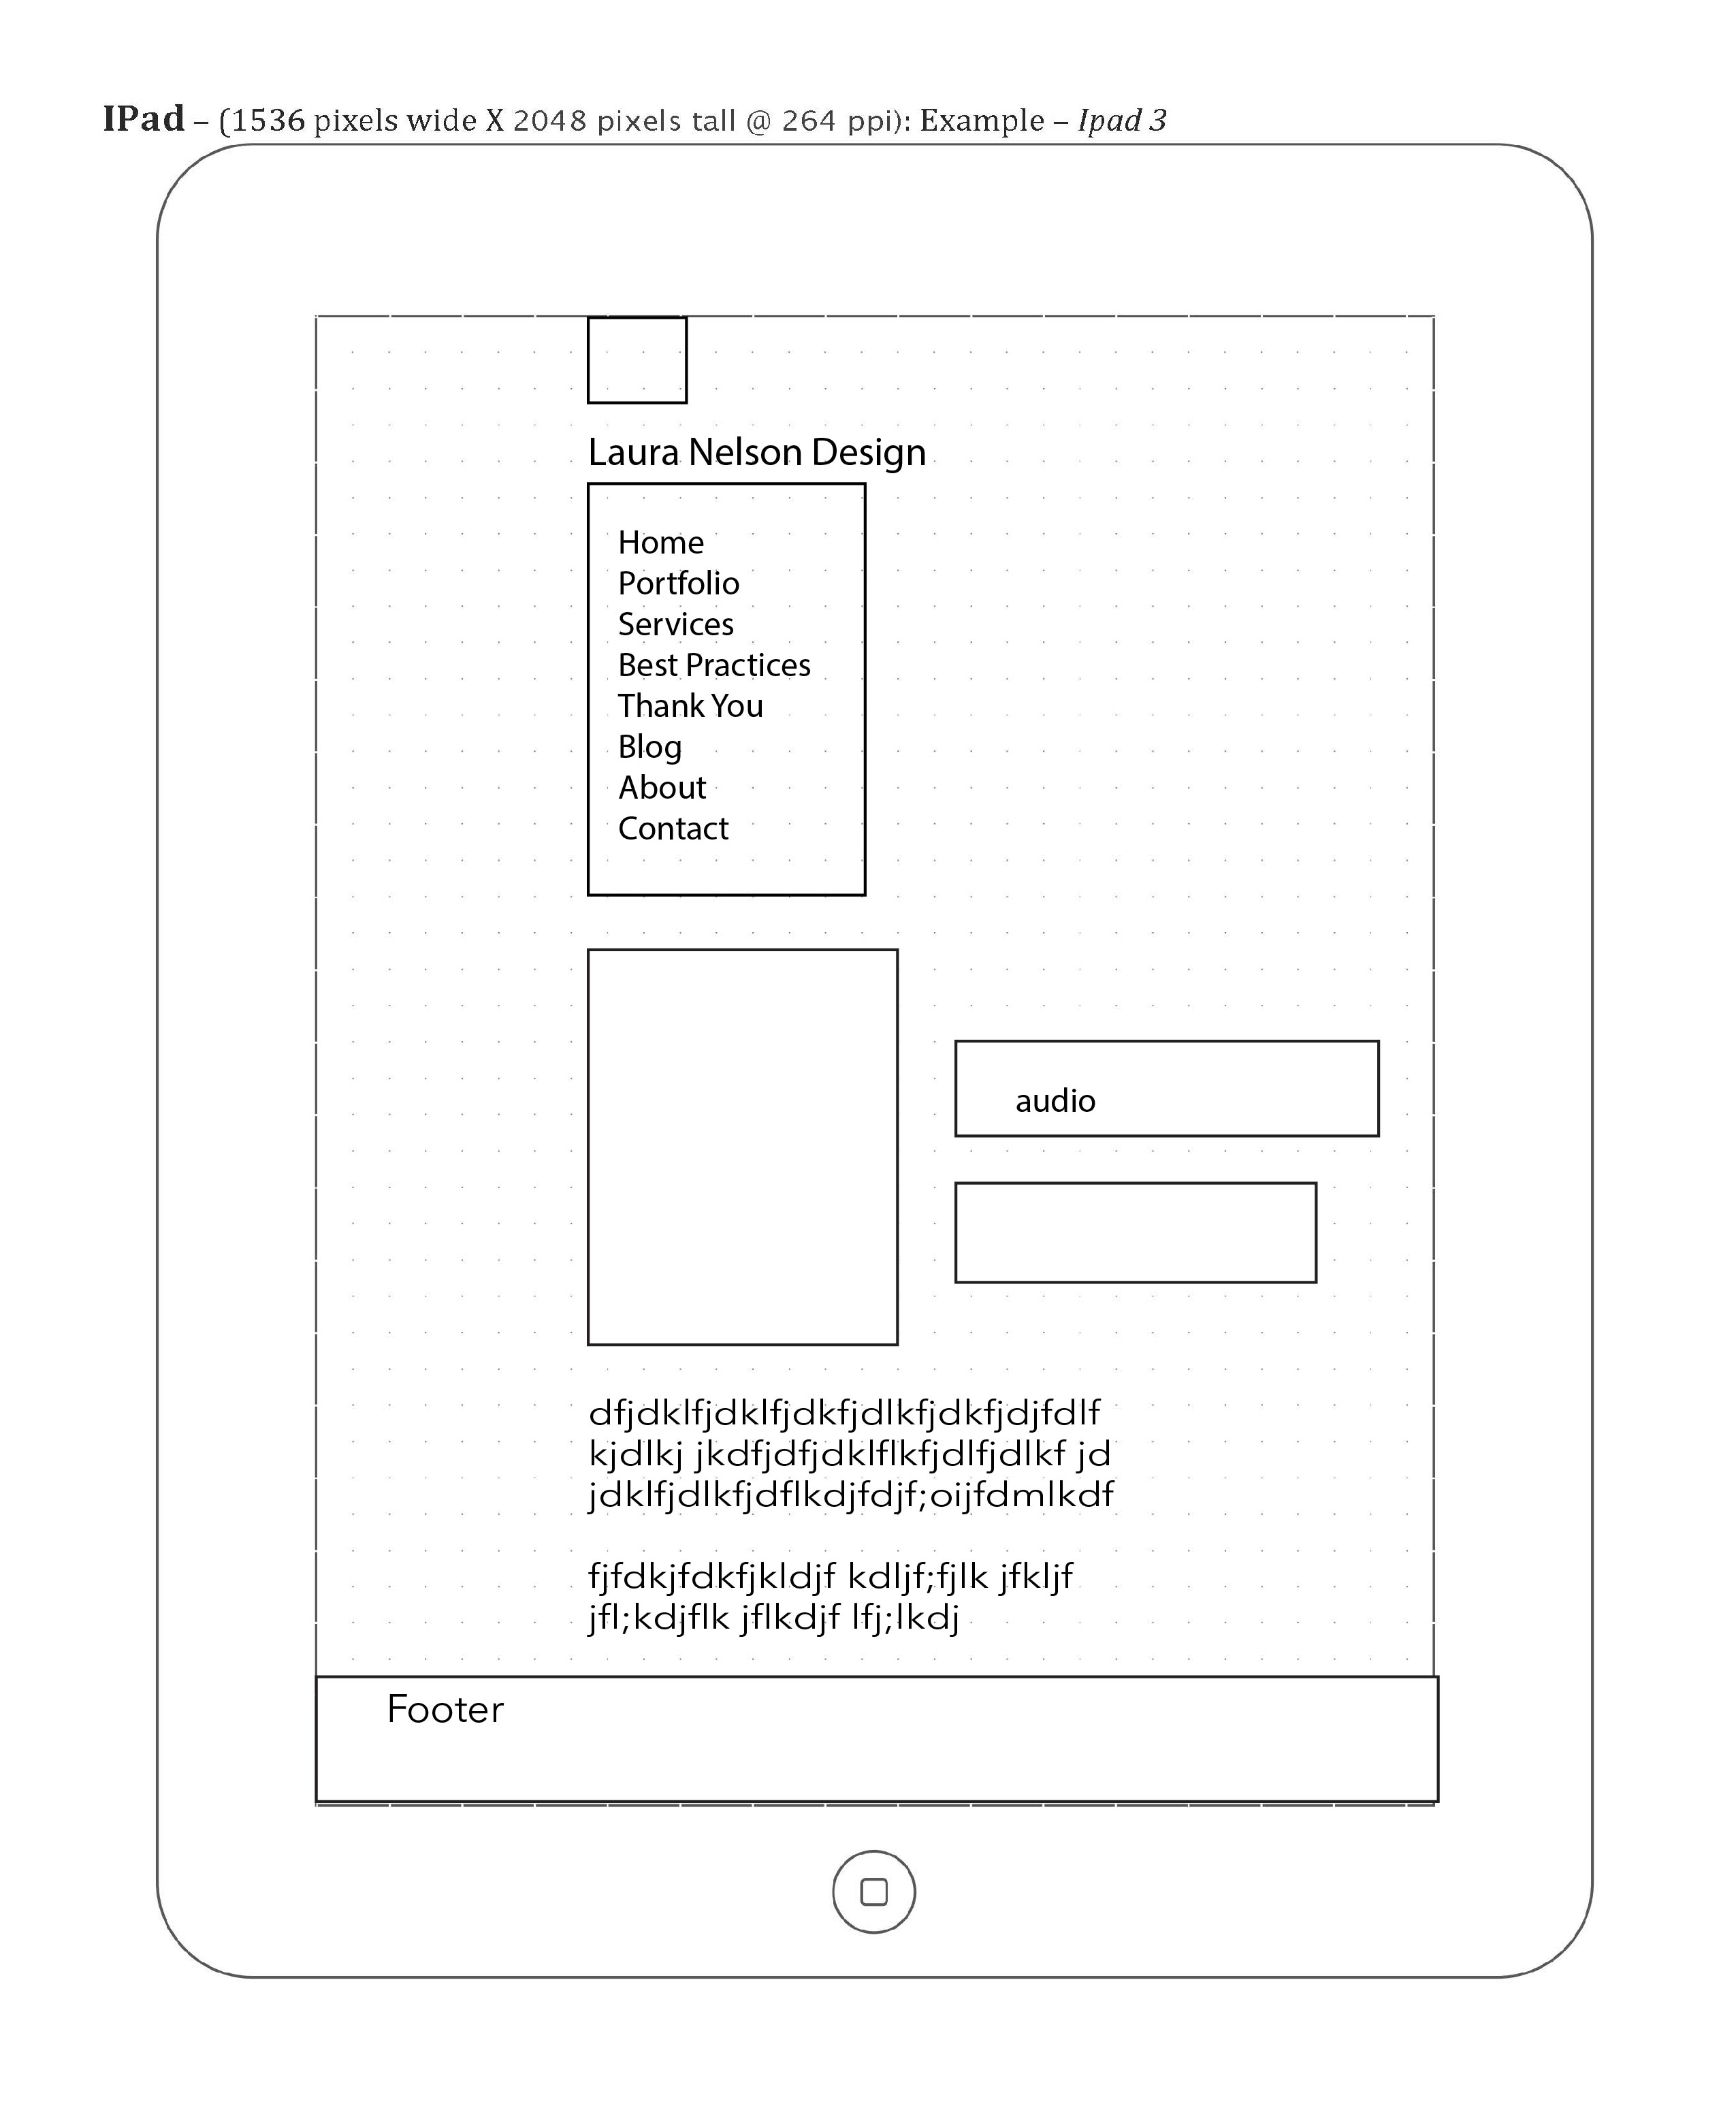 IPad – (1536 pixels wide X 2048 pixels tall @ 264 ppi): Example – Ipad 3
Laura Nelson Design
Home
Portfolio
Services
Best Practices
Thank You
Blog
About
Contact
audio
dfjdklfjdklfjdkfjdlkfjdkfjdjfdlf
kjdlkj jkdfjdfjdklflkfjdlfjdlkf jd
jdklfjdlkfjdflkdjfdjf;oijfdmlkdf
fjfdkjfdkfjkldjf kdljf;fjlk jfkljf
jfl;kdjflk jflkdjf lfj;lkdj
Footer